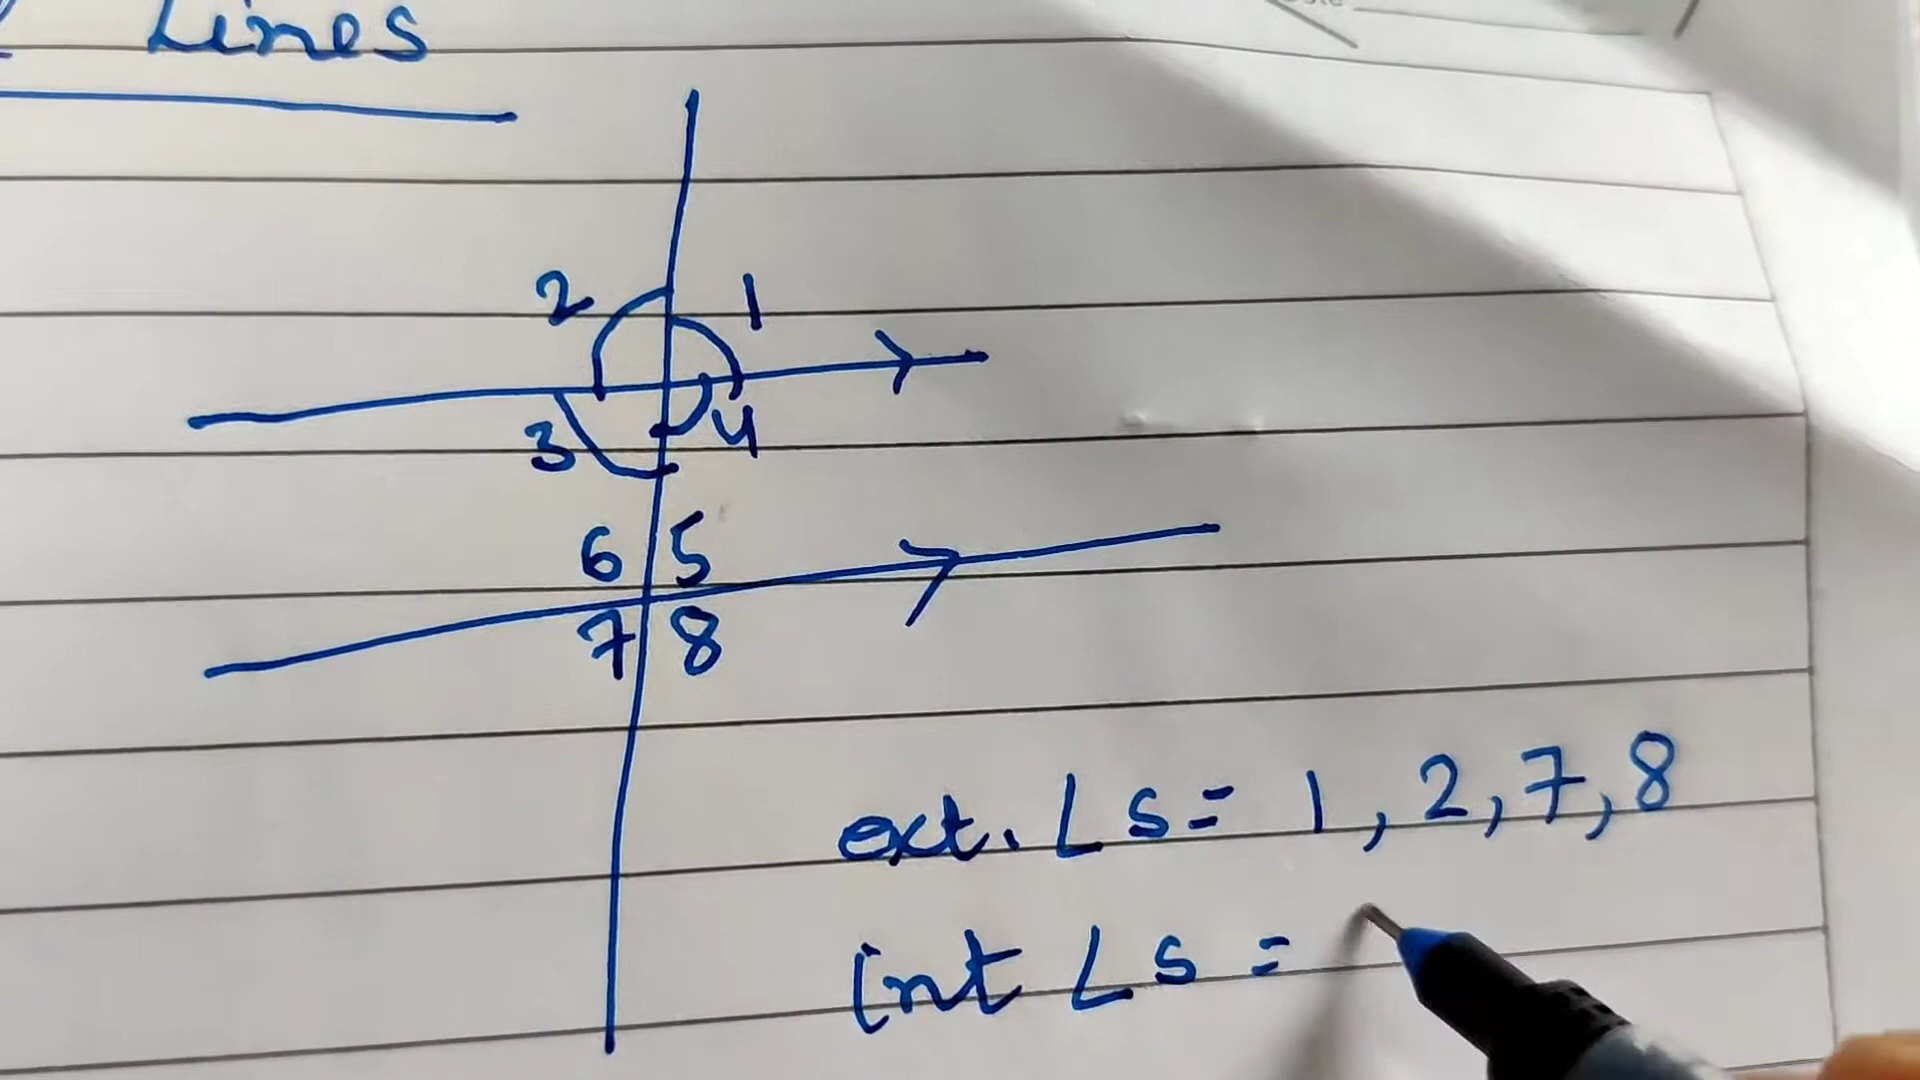 Lines
2 1
3 4
6 5
7 8
ext. ∠s = 1, 2, 7, 8
int ∠s =